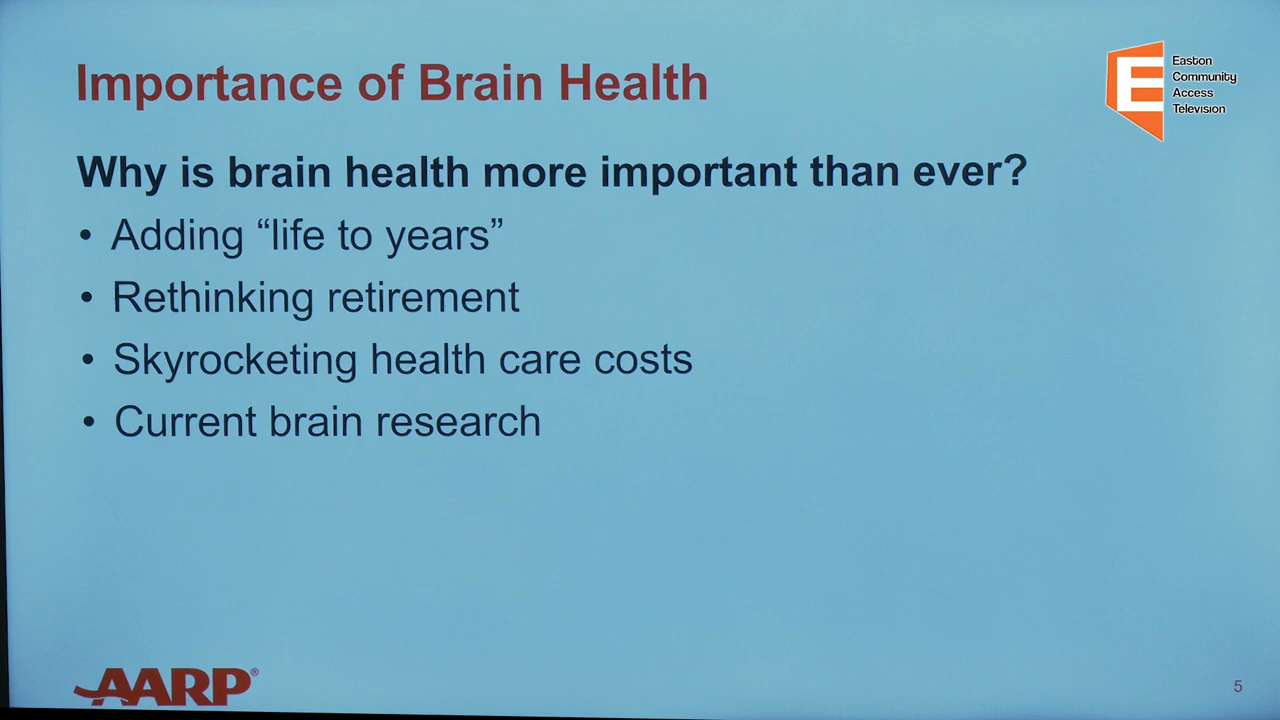 Importance of Brain Health
E
Easton
Community
Access
Television
Why is brain health more important than ever?
• Adding “life to years”
• Rethinking retirement
• Skyrocketing health care costs
• Current brain research
AARP®
5